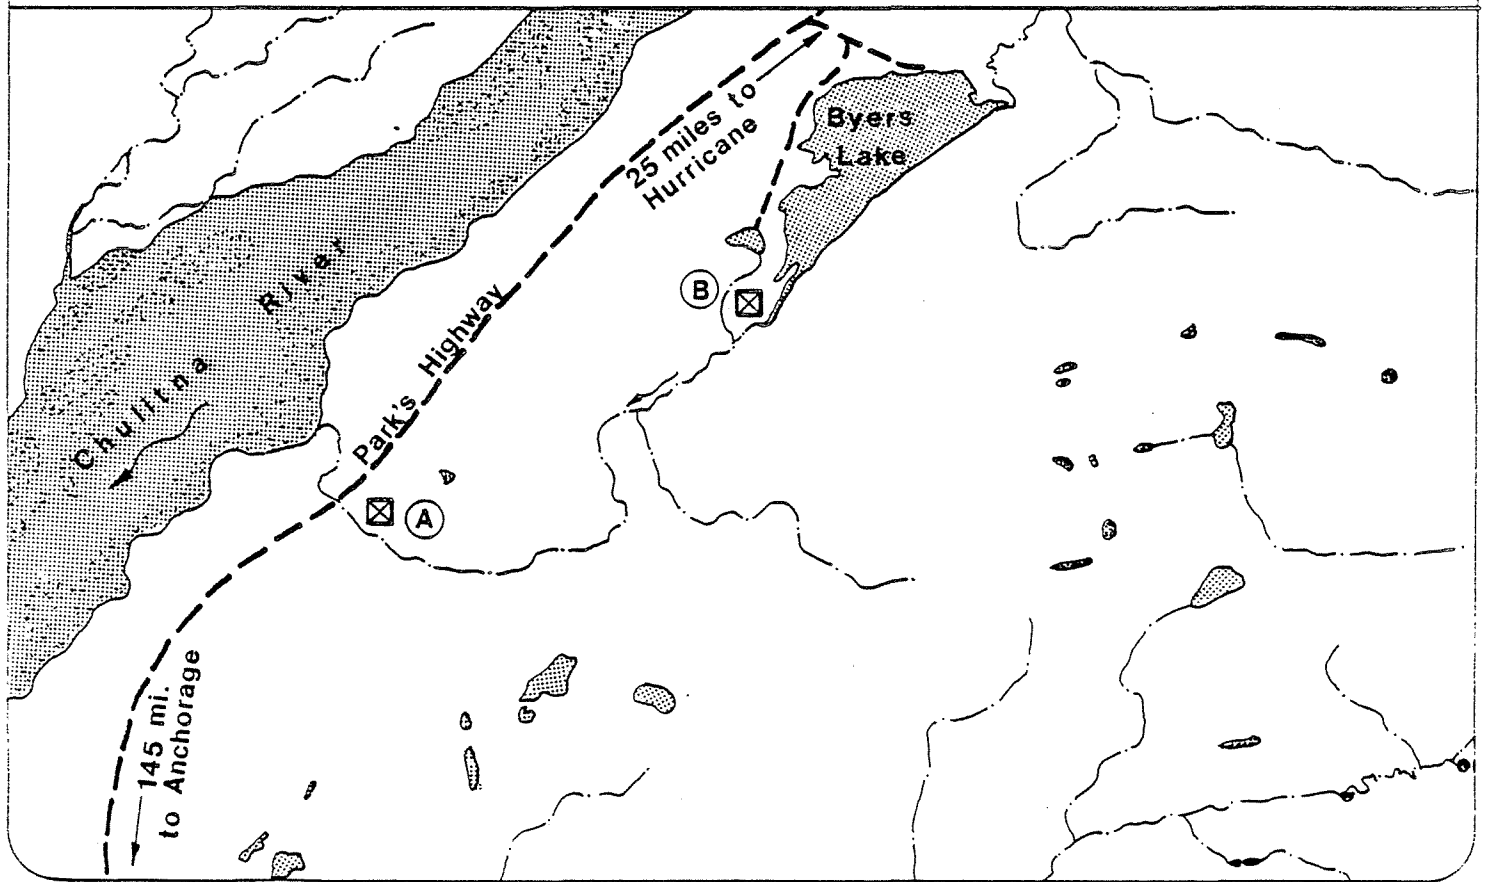 Byers
Lake
25 miles to
Hurricane
River
Chulitna
Park's Highway
B
A
145 mi.
to Anchorage